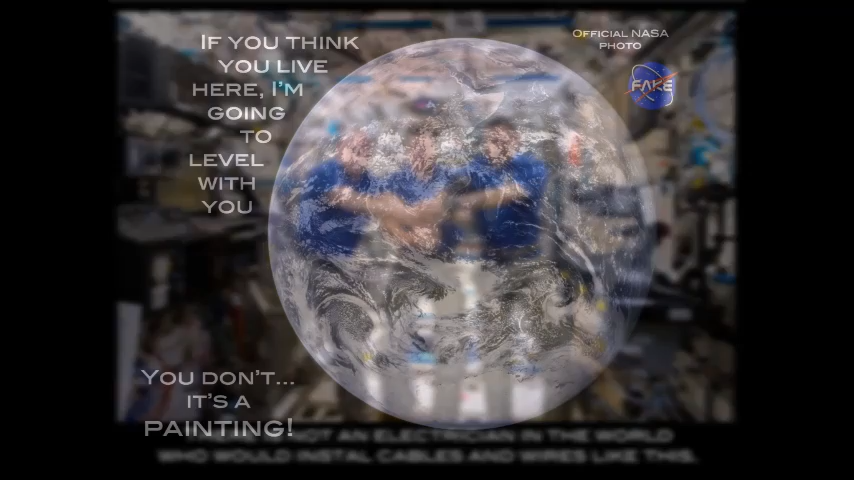 If you think
you live
here, I'm
going
to
level
with
you
Official NASA
photo
FAKE
You don't...
it's a
painting!
not an electrician in the world
who would instal cables and wires like this.